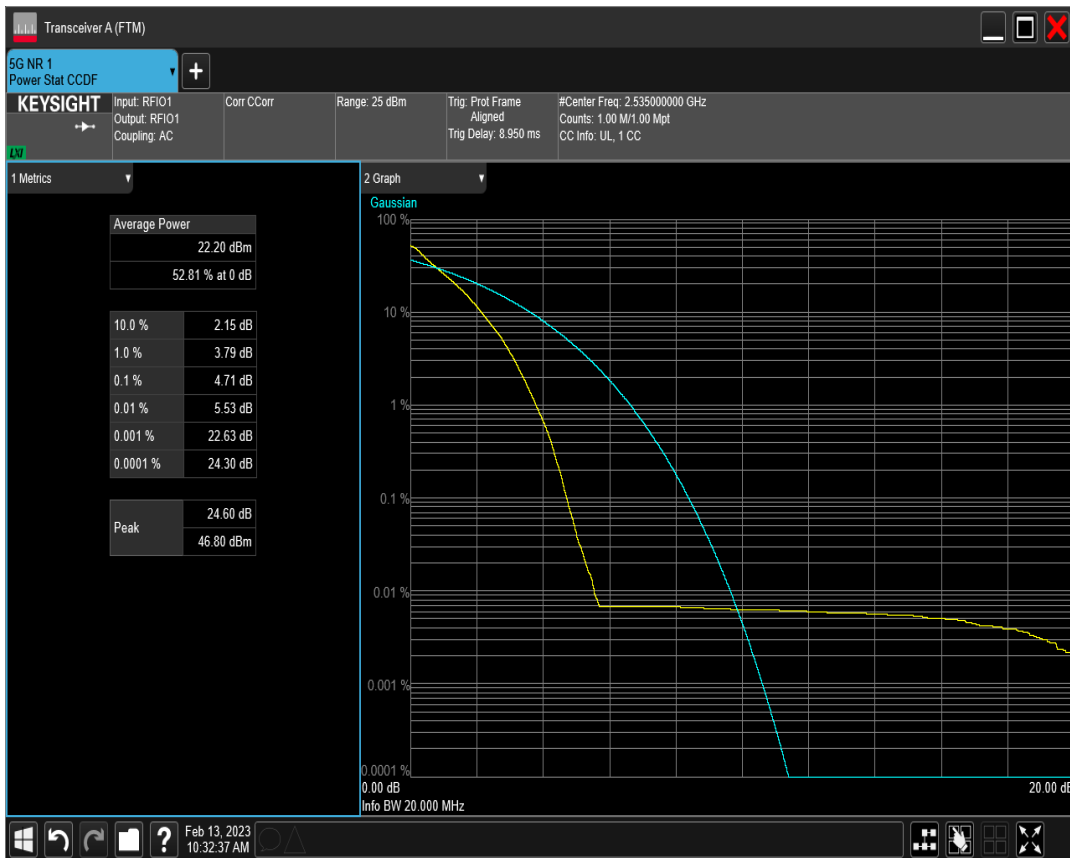 Transceiver A (FTM)
5G NR 1
Power Stat CCDF
+
KEYSIGHT
LXI
Input: RFIO1
Output: RFIO1
Coupling: AC
Corr CCorr
Range: 25 dBm
Trig: Prot Frame
Aligned
Trig Delay: 8.950 ms
#Center Freq: 2.535000000 GHz
Counts: 1.00 M/1.00 Mpt
CC Info: UL, 1 CC
1 Metrics
Average Power
22.20 dBm
52.81 % at 0 dB
10.0 % 2.15 dB
1.0 % 3.79 dB
0.1 % 4.71 dB
0.01 % 5.53 dB
0.001 % 22.63 dB
0.0001 % 24.30 dB
Peak
24.60 dB
46.80 dBm
2 Graph
Gaussian
100 %
10 %
1 %
0.1 %
0.01 %
0.001 %
0.0001 %
0.00 dB
20.00 dB
Info BW 20.000 MHz
?
Feb 13, 2023
10:32:37 AM